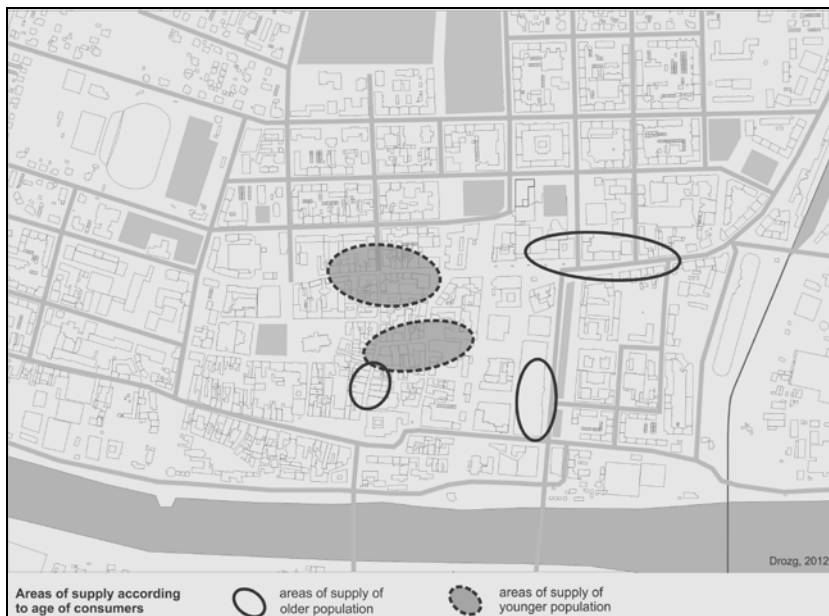 Drozg, 2012
Areas of supply according
to age of consumers
areas of supply of
older population
areas of supply of
younger population